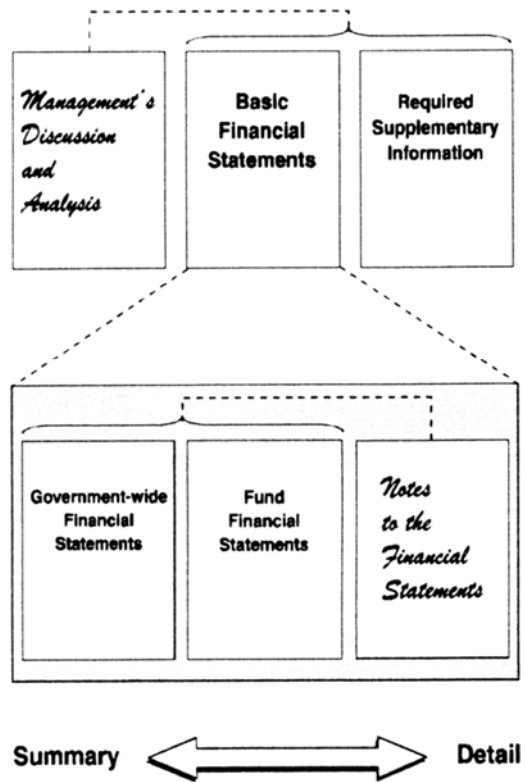 Management's
Discussion
and
Analysis
Basic
Financial
Statements
Required
Supplementary
Information
Government-wide
Financial
Statements
Fund
Financial
Statements
Notes
to the
Financial
Statements
Summary
Detail